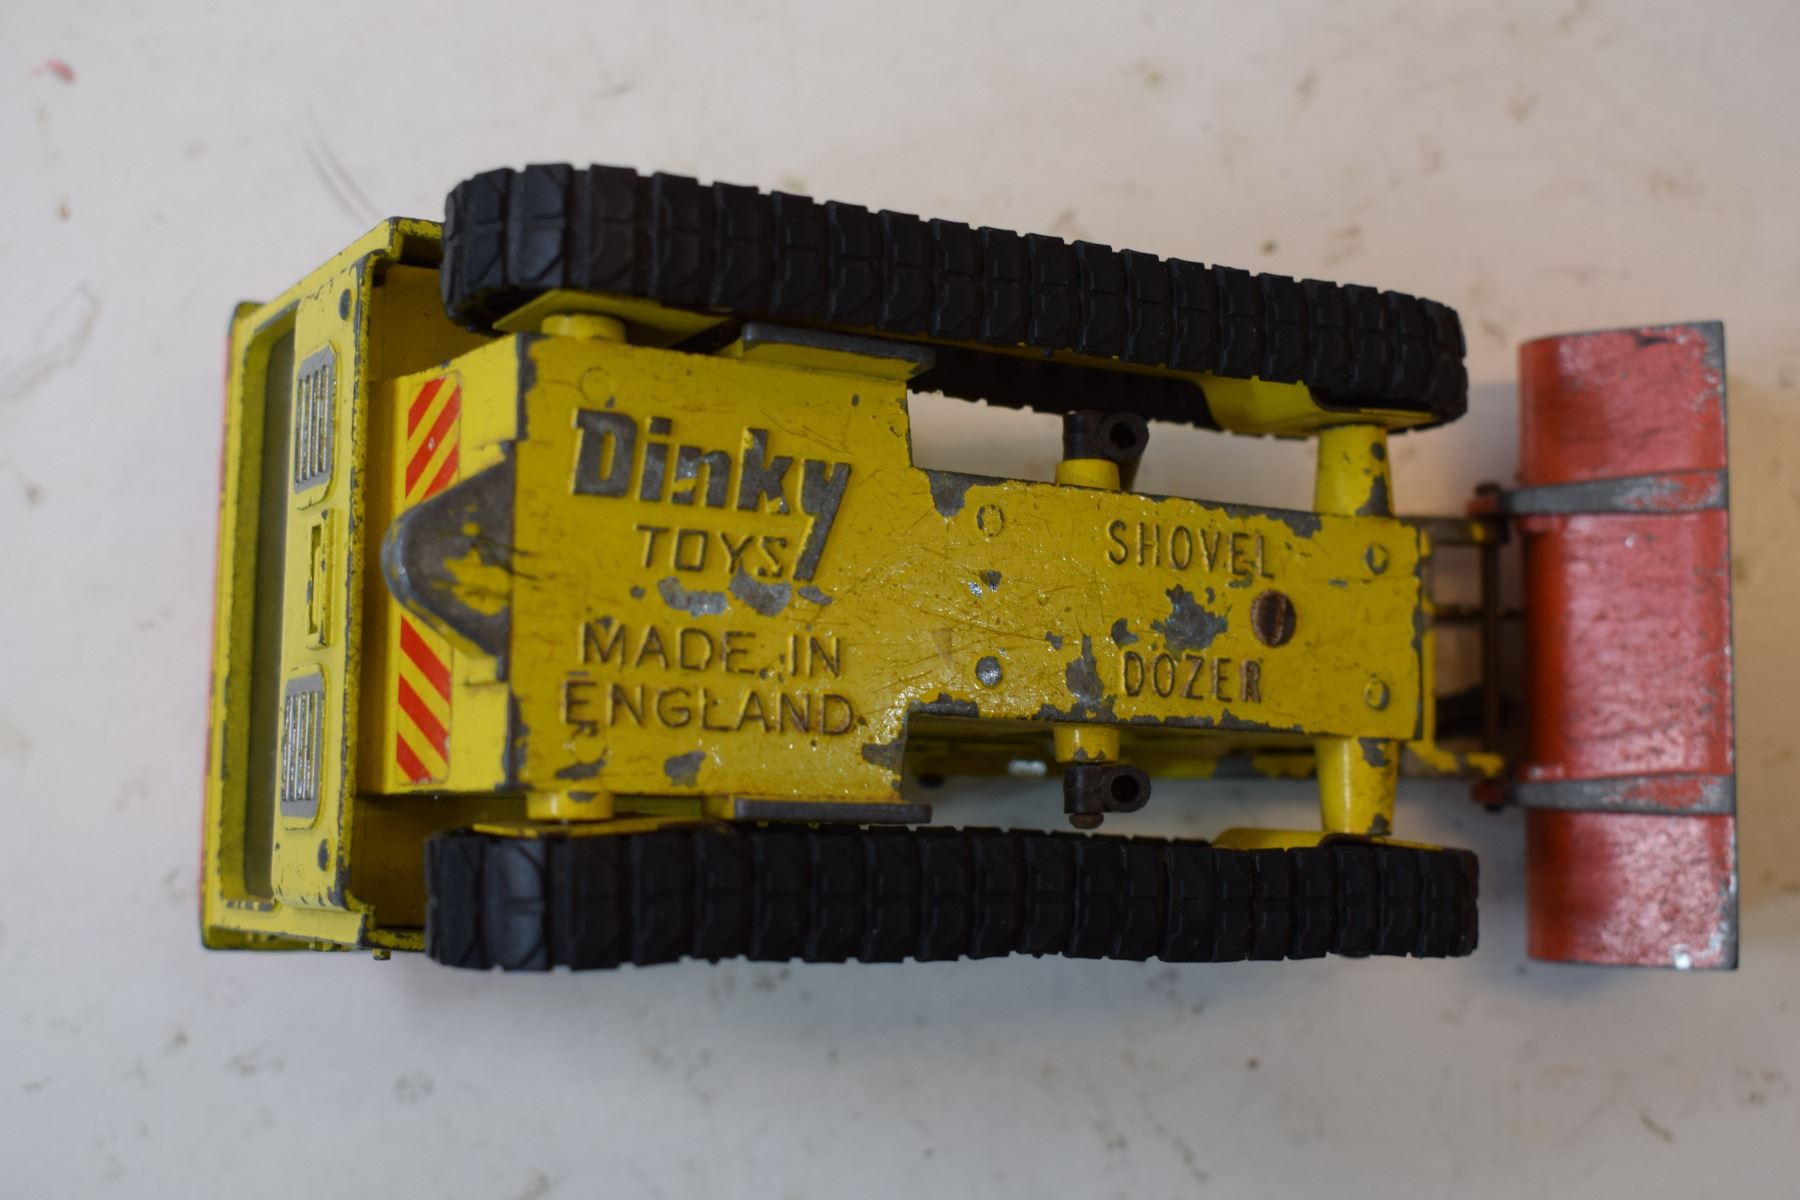 Dinky
TOYS
MADE IN
ENGLAND
SHOVEL
DOZER